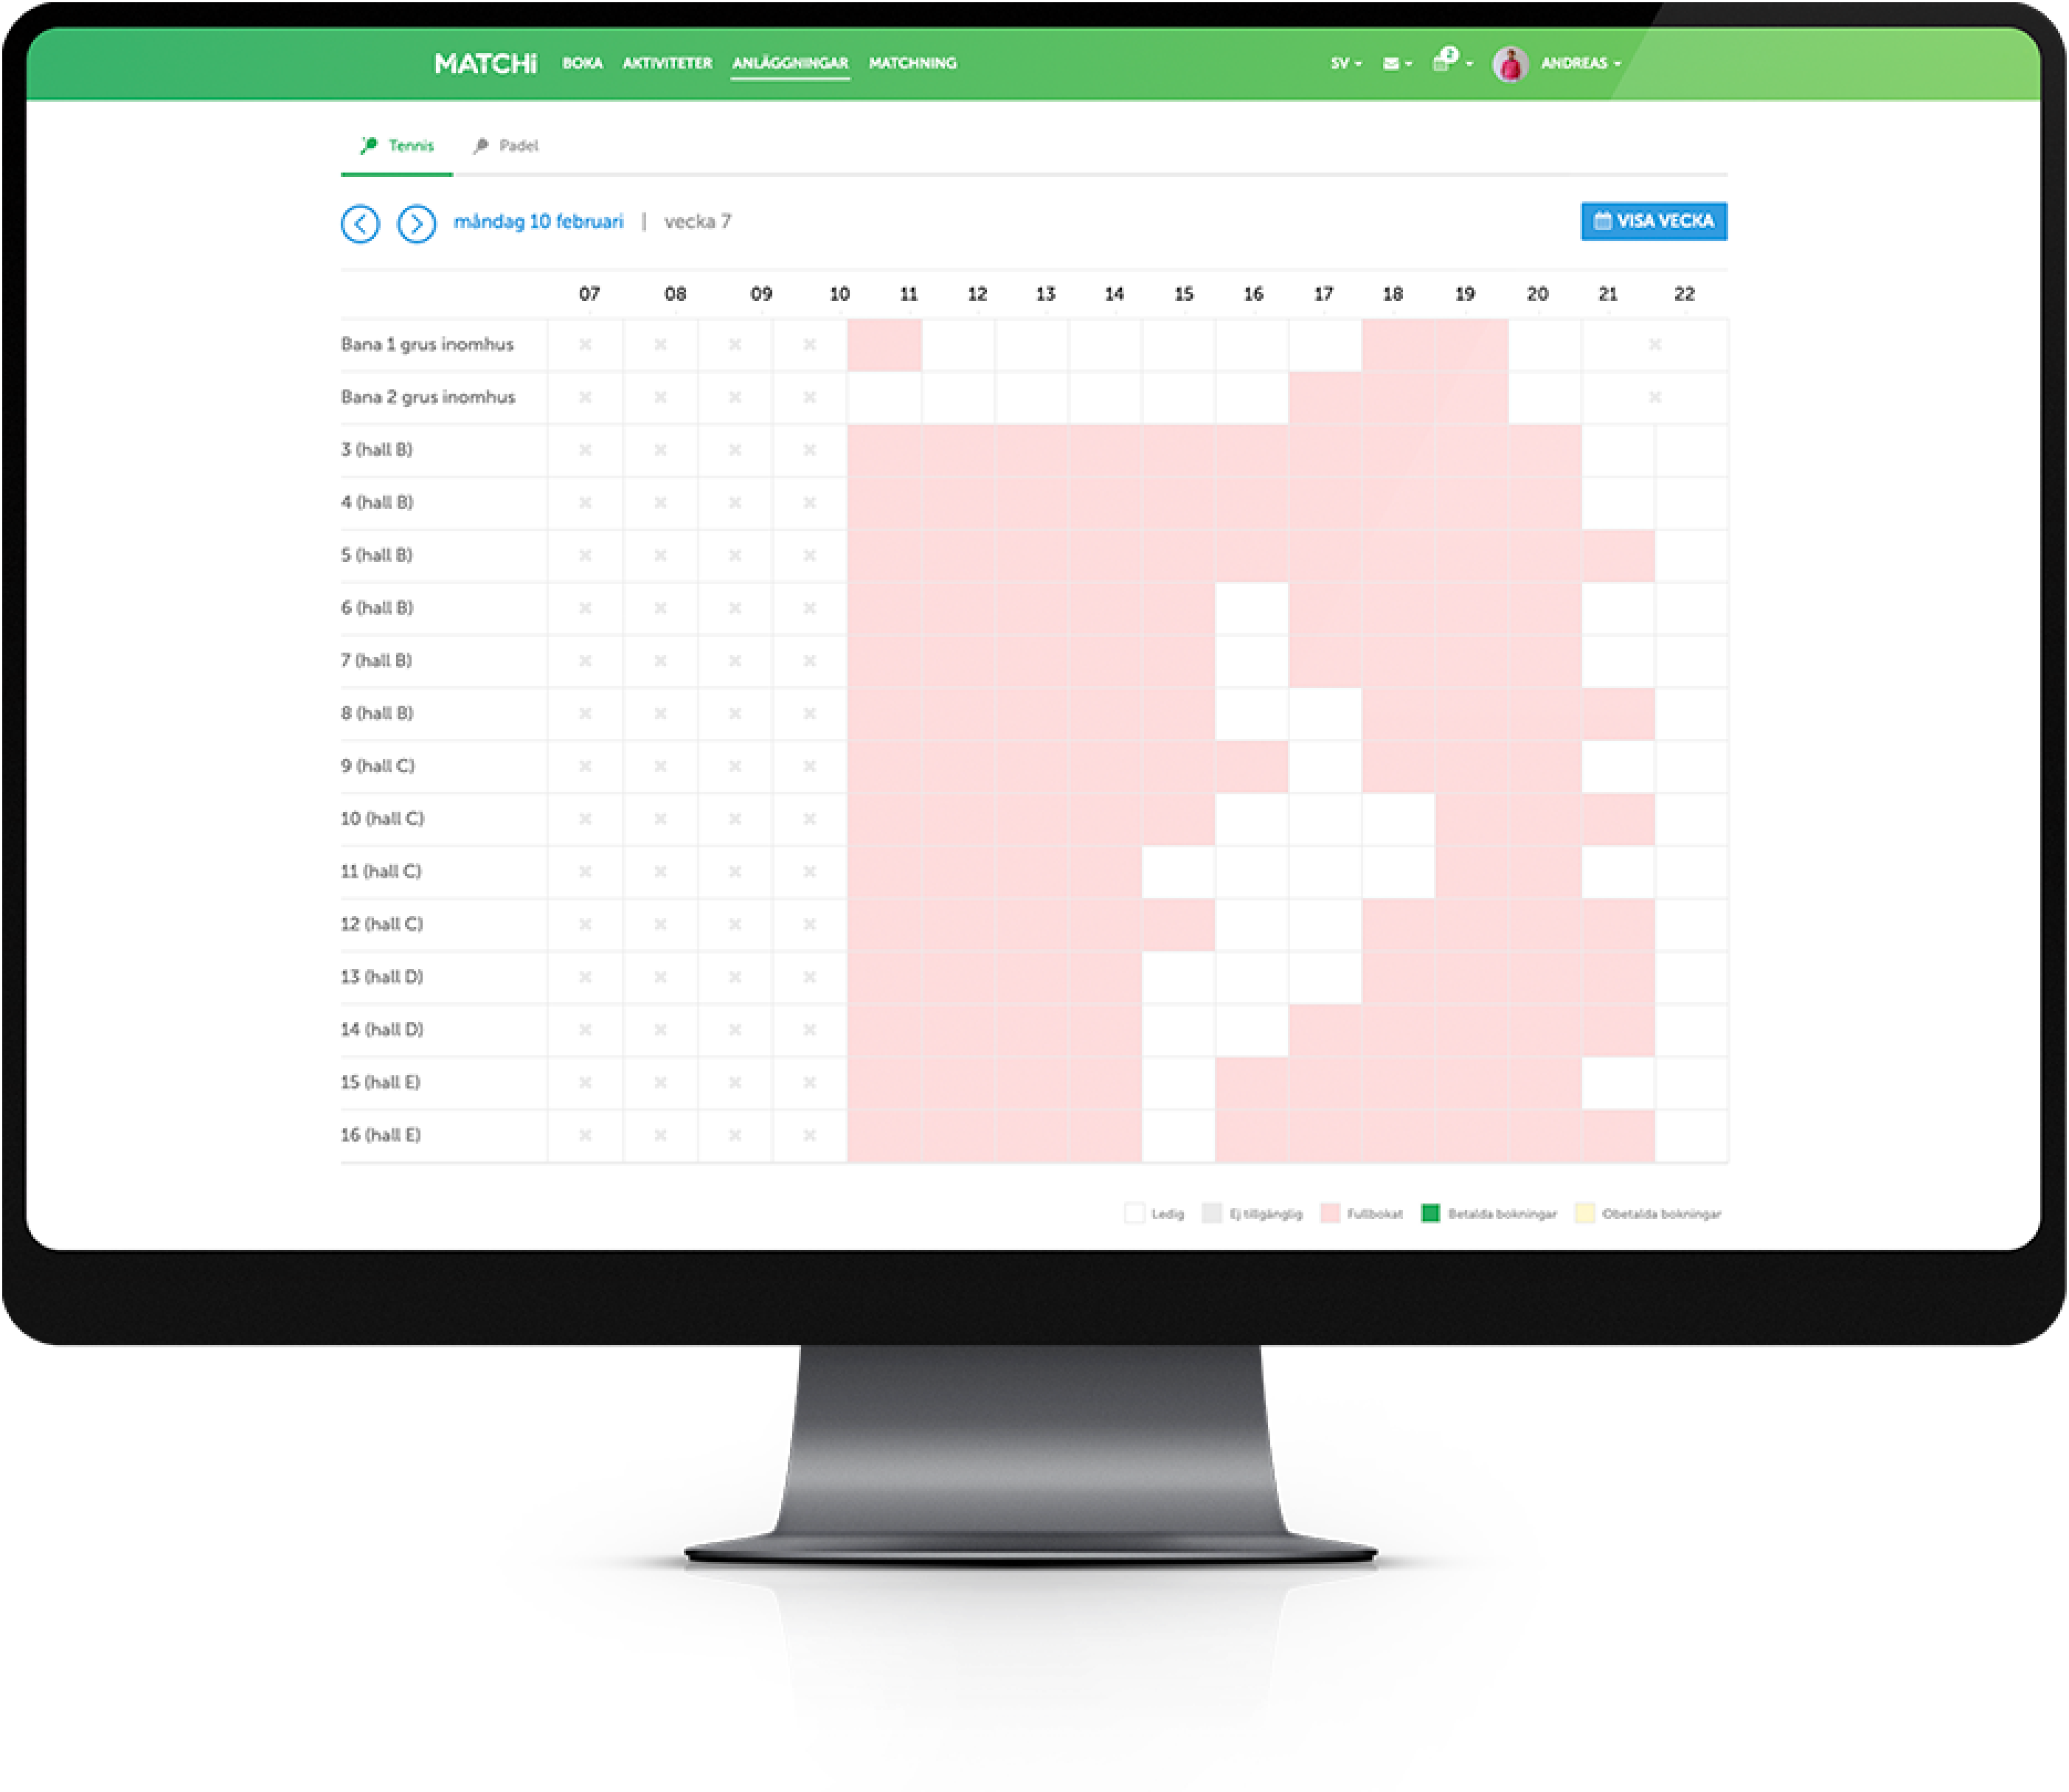 MATCHi BOKA AKTIVITETER ANLÄGGNINGAR MATCHNING SV ANDREAS
Tennis Padel
måndag 10 februari | vecka 7 VISA VECKA
07 08 09 10 11 12 13 14 15 16 17 18 19 20 21 22
Bana 1 grus inomhus
Bana 2 grus inomhus
3 (hall B)
4 (hall B)
5 (hall B)
6 (hall B)
7 (hall B)
8 (hall B)
9 (hall C)
10 (hall C)
11 (hall C)
12 (hall C)
13 (hall D)
14 (hall D)
15 (hall E)
16 (hall E)
Ledig Ej tillgänglig Fullbokat Betalda bokningar Obetalda bokningar